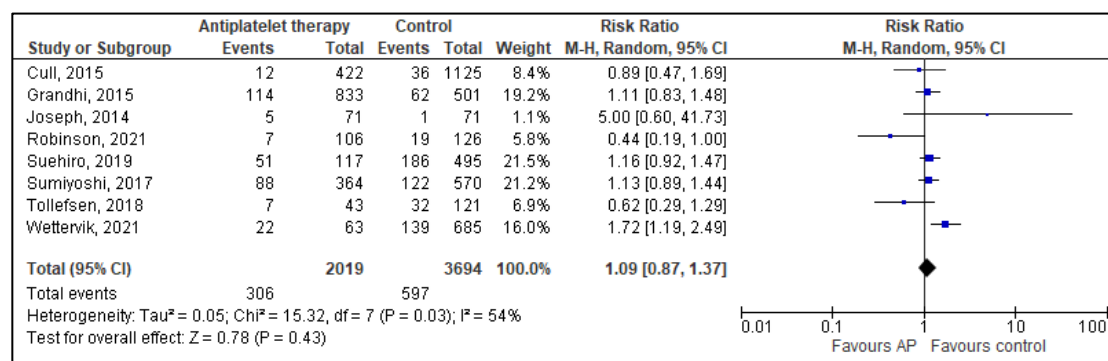 Antiplatelet therapy Control Risk Ratio Risk Ratio
Study or Subgroup Events Total Events Total Weight M-H, Random, 95% CI M-H, Random, 95% CI
Cull, 2015 12 422 36 1125 8.4% 0.89 [0.47, 1.69]
Grandhi, 2015 114 833 62 501 19.2% 1.11 [0.83, 1.48]
Joseph, 2014 5 71 1 71 1.1% 5.00 [0.60, 41.73]
Robinson, 2021 7 106 19 126 5.8% 0.44 [0.19, 1.00]
Suehiro, 2019 51 117 186 495 21.5% 1.16 [0.92, 1.47]
Sumiyoshi, 2017 88 364 122 570 21.2% 1.13 [0.89, 1.44]
Tollefsen, 2018 7 43 32 121 6.9% 0.62 [0.29, 1.29]
Wettervik, 2021 22 63 139 685 16.0% 1.72 [1.19, 2.49]
Total (95% CI) 2019 3694 100.0% 1.09 [0.87, 1.37]
Total events 306 597
Heterogeneity: Tau² = 0.05; Chi² = 15.32, df = 7 (P = 0.03); I² = 54%
Test for overall effect: Z = 0.78 (P = 0.43)
0.01 0.1 1 10 100
Favours AP Favours control